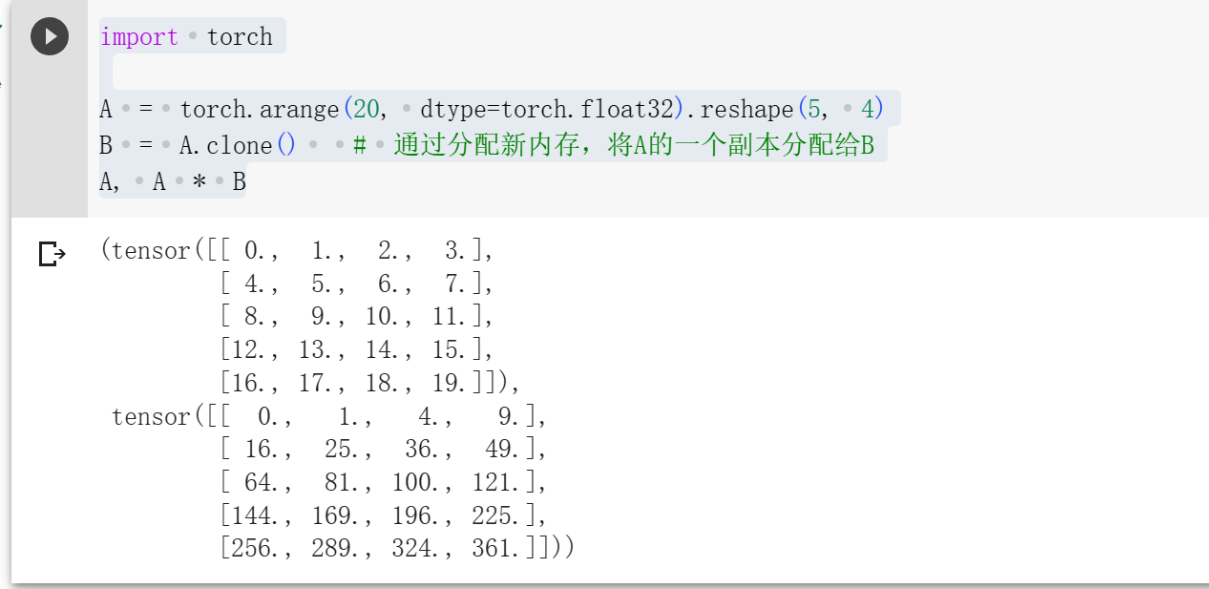 import torch
A = torch.arange(20, dtype=torch.float32).reshape(5, 4)
B = A.clone()  # 通过分配新内存，将A的一个副本分配给B
A, A * B
(tensor([[ 0.,  1.,  2.,  3.],
[ 4.,  5.,  6.,  7.],
[ 8.,  9., 10., 11.],
[12., 13., 14., 15.],
[16., 17., 18., 19.]]),
tensor([[  0.,   1.,   4.,   9.],
[ 16.,  25.,  36.,  49.],
[ 64.,  81., 100., 121.],
[144., 169., 196., 225.],
[256., 289., 324., 361.]]))